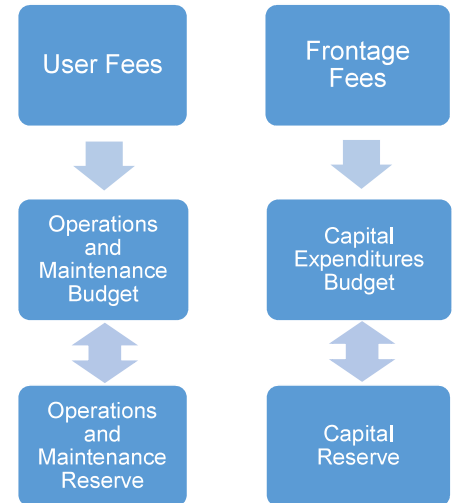 User Fees
Frontage
Fees
Operations
and
Maintenance
Budget
Capital
Expenditures
Budget
Operations
and
Maintenance
Reserve
Capital
Reserve